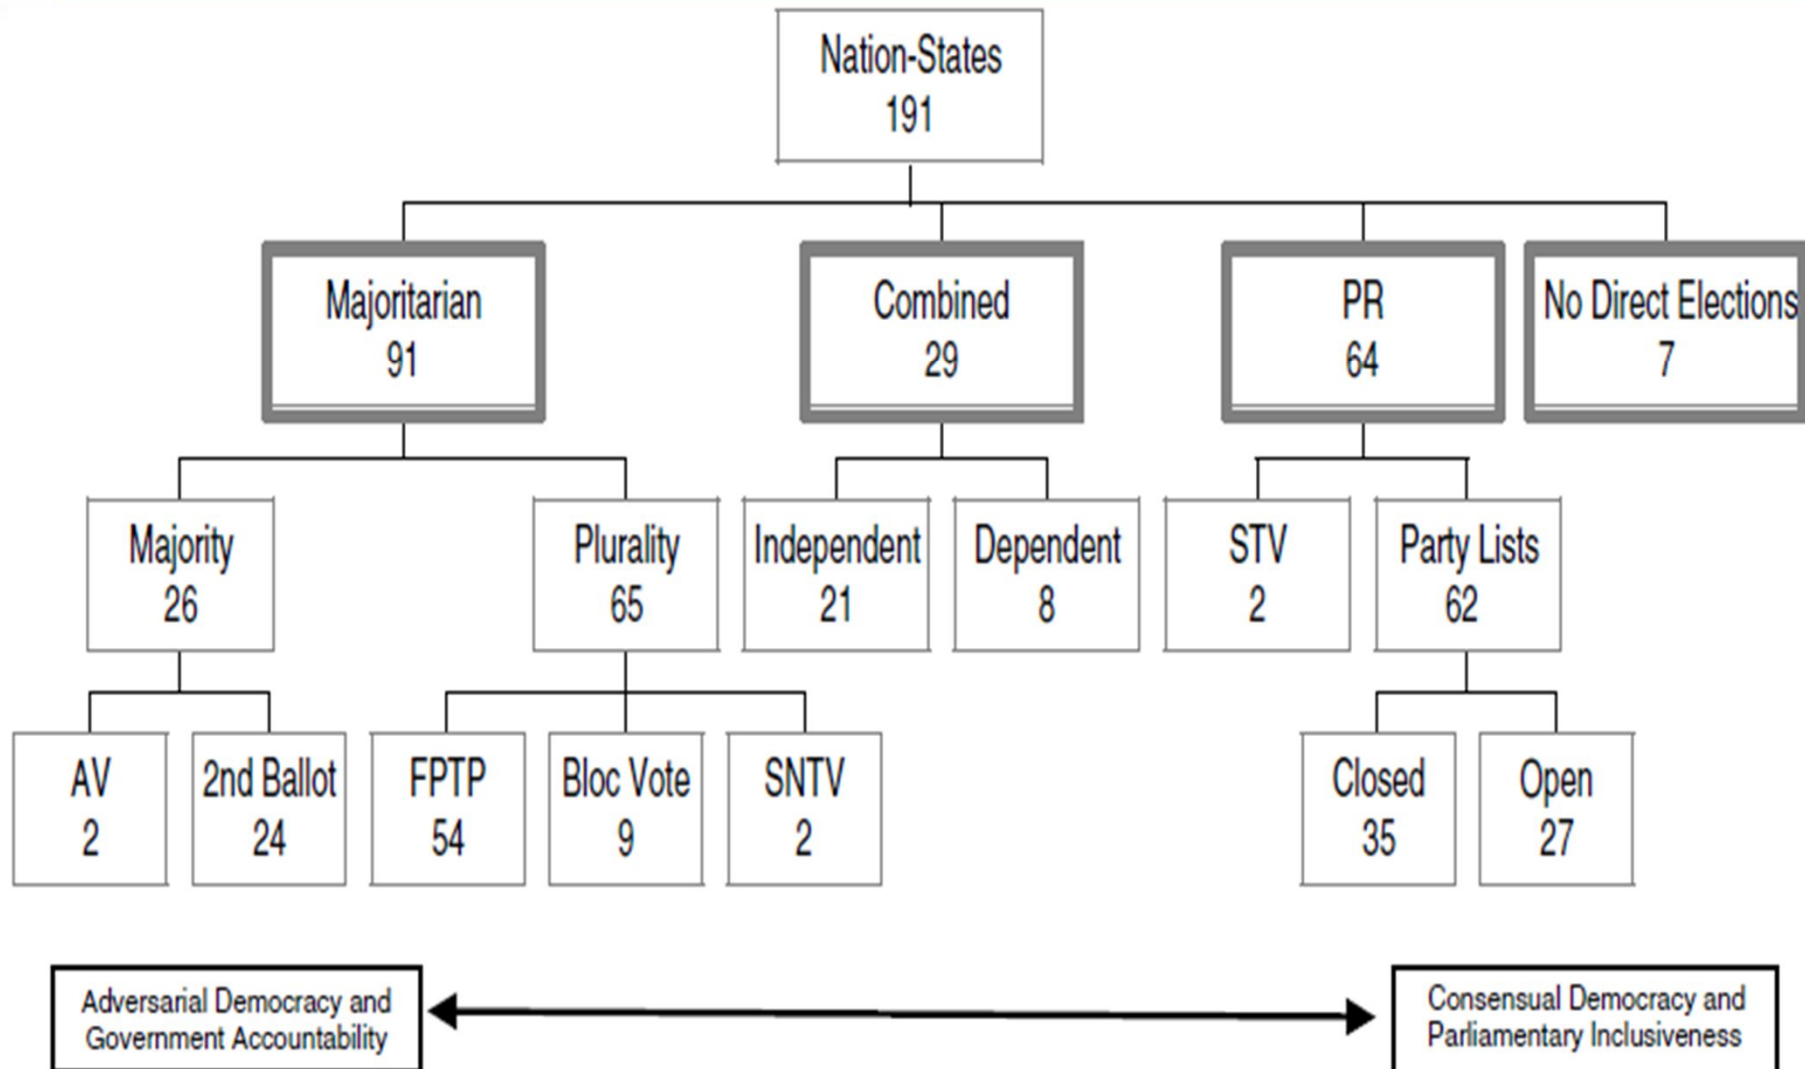 Nation-States
191
Majoritarian
91
Combined
29
PR
64
No Direct Elections
7
Majority
26
Plurality
65
Independent
21
Dependent
8
STV
2
Party Lists
62
AV
2
2nd Ballot
24
FPTP
54
Bloc Vote
9
SNTV
2
Closed
35
Open
27
Adversarial Democracy and
Government Accountability
Consensual Democracy and
Parliamentary Inclusiveness